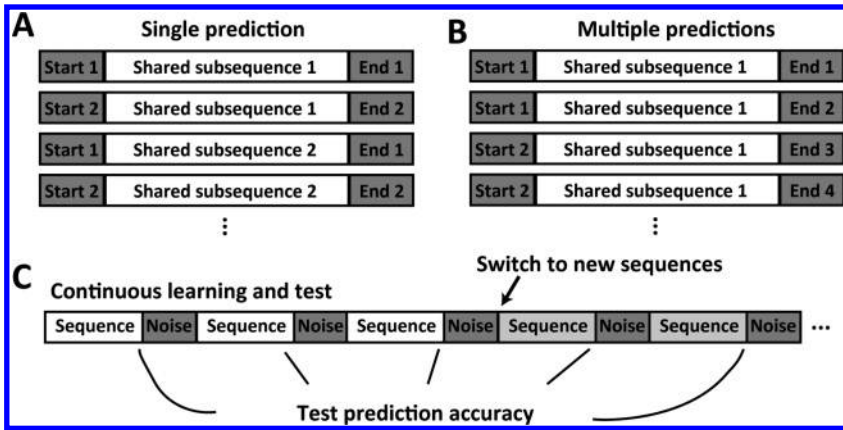 A
Single prediction
Start 1 Shared subsequence 1 End 1
Start 2 Shared subsequence 1 End 2
Start 1 Shared subsequence 2 End 1
Start 2 Shared subsequence 2 End 2
⋮
B
Multiple predictions
Start 1 Shared subsequence 1 End 1
Start 1 Shared subsequence 1 End 2
Start 2 Shared subsequence 1 End 3
Start 2 Shared subsequence 1 End 4
⋮
C
Switch to new sequences
Continuous learning and test
Sequence Noise Sequence Noise Sequence Noise Sequence Noise Sequence Noise ...
Test prediction accuracy